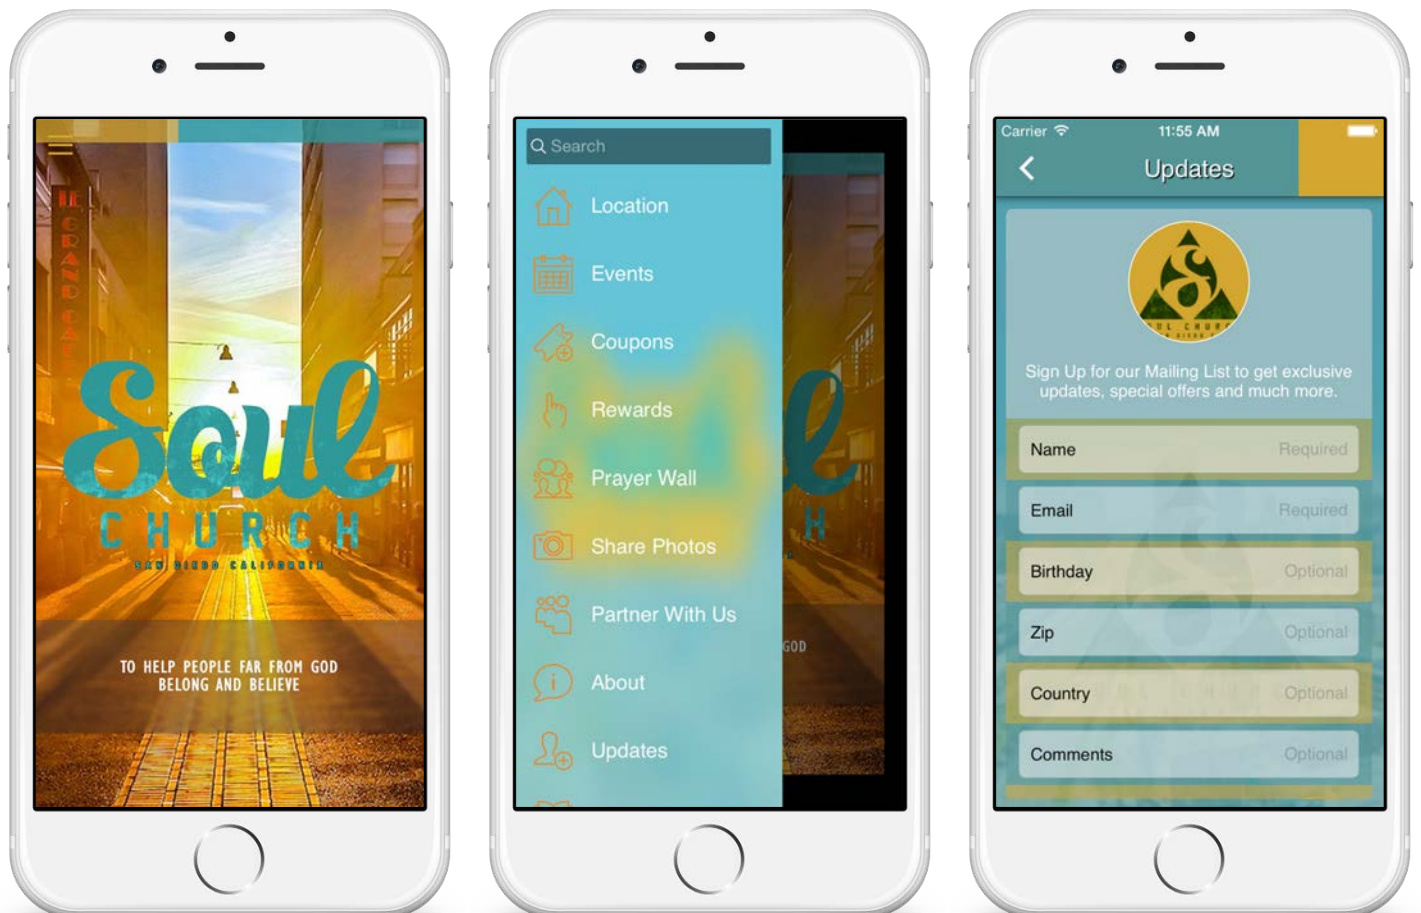 IL GRAND CAFE
Soul
CHURCH
SAN DIEGO CALIFORNIA
TO HELP PEOPLE FAR FROM GOD
BELONG AND BELIEVE
Search
Location
Events
Coupons
Rewards
Prayer Wall
Share Photos
Partner With Us
About
Updates
GOD
Carrier
11:55 AM
Updates
Sign Up for our Mailing List to get exclusive
updates, special offers and much more.
Name Required
Email Required
Birthday Optional
Zip Optional
Country Optional
Comments Optional